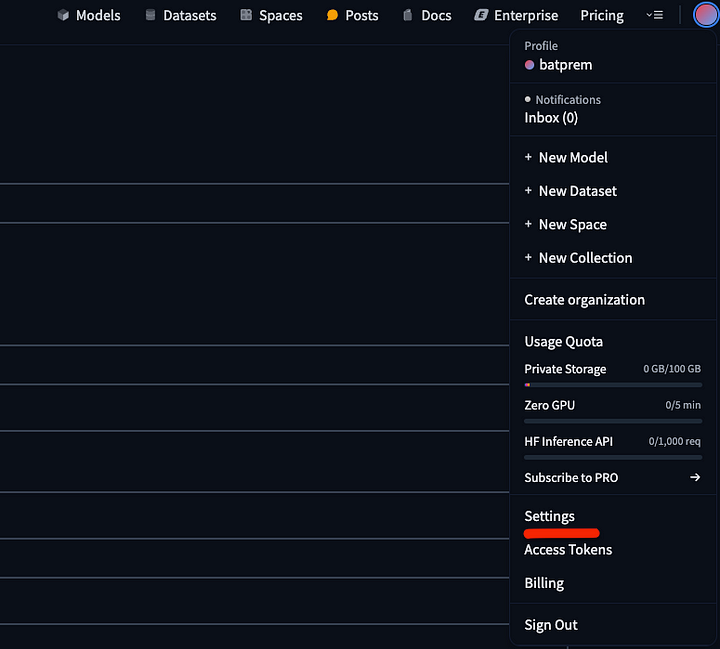 Models Datasets Spaces Posts Docs Enterprise Pricing
Profile
batprem
Notifications
Inbox (0)
+ New Model
+ New Dataset
+ New Space
+ New Collection
Create organization
Usage Quota
Private Storage 0 GB/100 GB
Zero GPU 0/5 min
HF Inference API 0/1,000 req
Subscribe to PRO →
Settings
Access Tokens
Billing
Sign Out